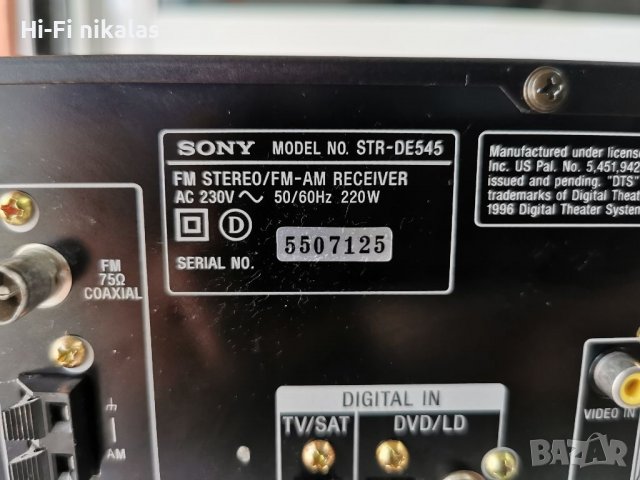 Hi-Fi nikalas
SONY MODEL NO. STR-DE545
FM STEREO/FM-AM RECEIVER
AC 230V ~ 50/60Hz 220W
D
SERIAL NO. 5507125
Manufactured under license
Inc. US Pat. No. 5,451,942
issued and pending. "DTS"
trademarks of Digital Theat
1996 Digital Theater System
FM
75Ω
COAXIAL
AM
DIGITAL IN
TV/SAT DVD/LD
VIDEO IN
BAZAR